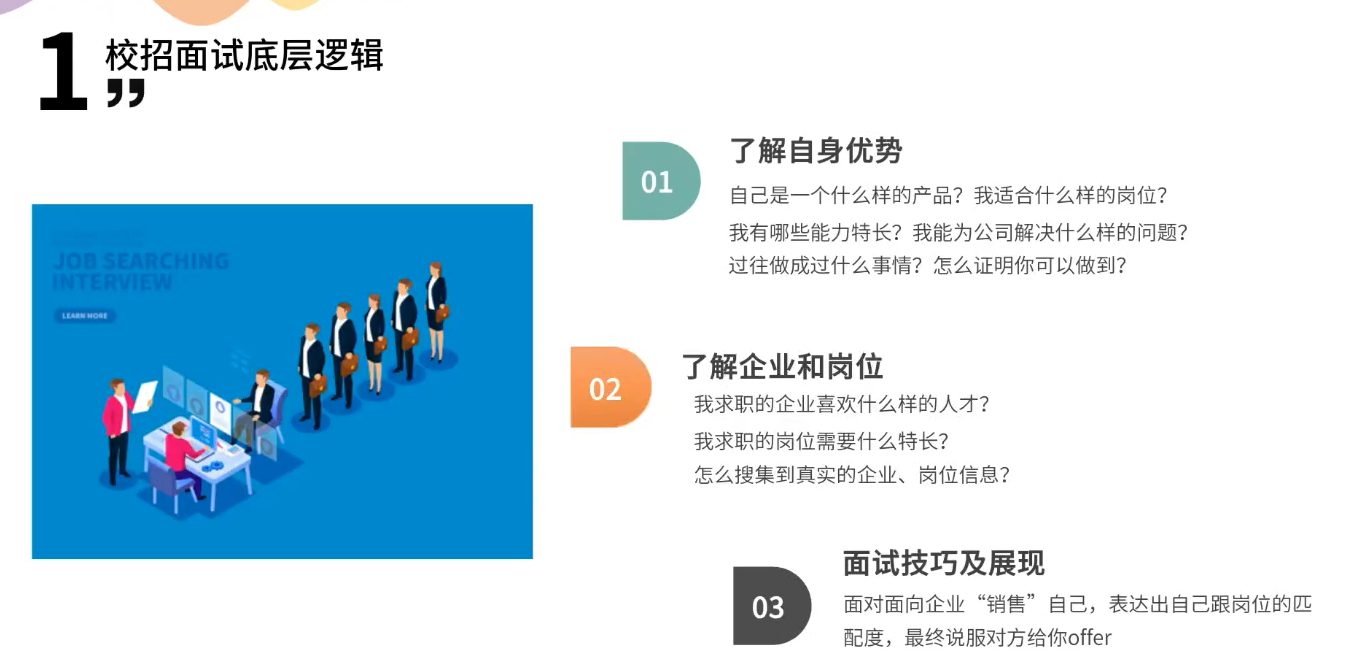 1
校招面试底层逻辑
”
JOB SEARCHING
INTERVIEW
LEARN MORE
01
了解自身优势
自己是一个什么样的产品？我适合什么样的岗位？
我有哪些能力特长？我能为公司解决什么样的问题？
过往做成过什么事情？怎么证明你可以做到？
02
了解企业和岗位
我求职的企业喜欢什么样的人才？
我求职的岗位需要什么特长？
怎么搜集到真实的企业、岗位信息？
03
面试技巧及展现
面对面向企业“销售”自己，表达出自己跟岗位的匹
配度，最终说服对方给你offer